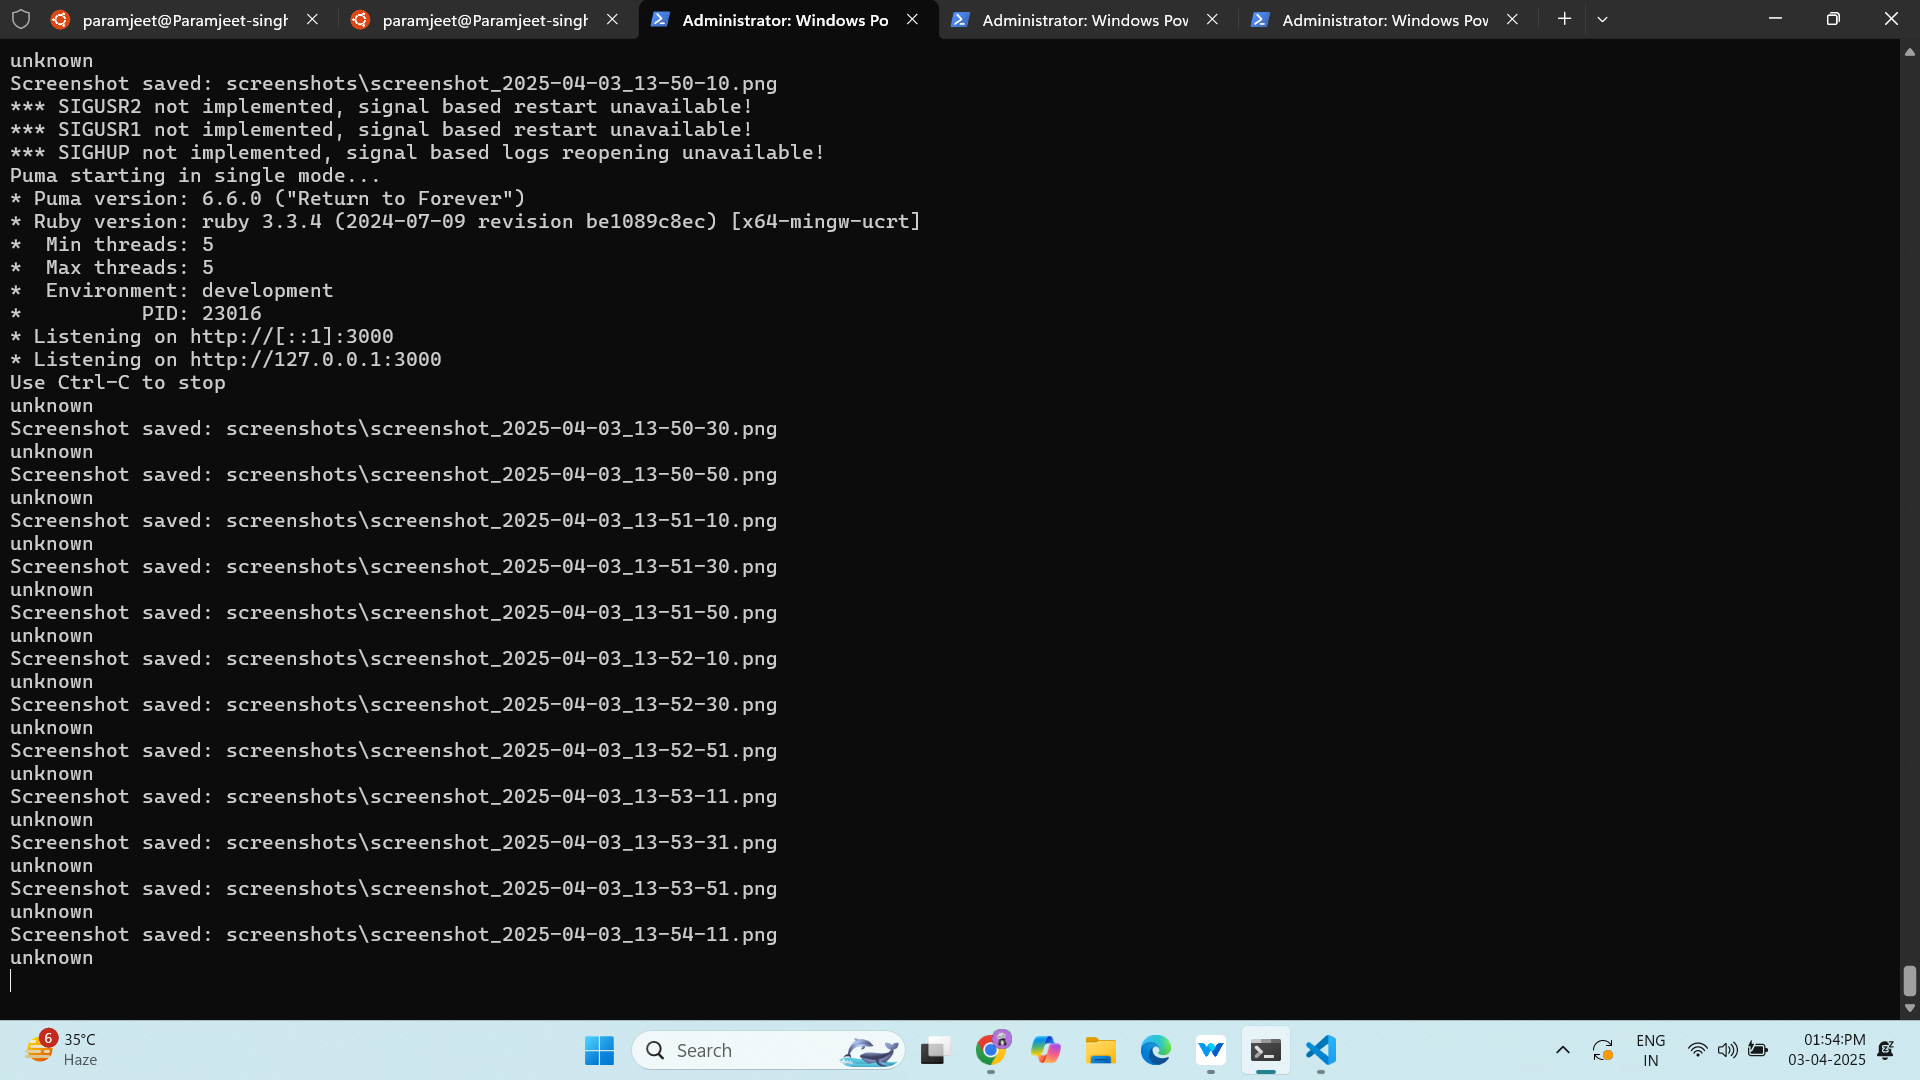 paramjeet@Paramjeet-singh
paramjeet@Paramjeet-singh
Administrator: Windows Po
Administrator: Windows Pov
Administrator: Windows Pov
unknown
Screenshot saved: screenshots\screenshot_2025-04-03_13-50-10.png
*** SIGUSR2 not implemented, signal based restart unavailable!
*** SIGUSR1 not implemented, signal based restart unavailable!
*** SIGHUP not implemented, signal based logs reopening unavailable!
Puma starting in single mode...
* Puma version: 6.6.0 ("Return to Forever")
* Ruby version: ruby 3.3.4 (2024-07-09 revision be1089c8ec) [x64-mingw-ucrt]
*  Min threads: 5
*  Max threads: 5
*  Environment: development
*          PID: 23016
* Listening on http://[::1]:3000
* Listening on http://127.0.0.1:3000
Use Ctrl-C to stop
unknown
Screenshot saved: screenshots\screenshot_2025-04-03_13-50-30.png
unknown
Screenshot saved: screenshots\screenshot_2025-04-03_13-50-50.png
unknown
Screenshot saved: screenshots\screenshot_2025-04-03_13-51-10.png
unknown
Screenshot saved: screenshots\screenshot_2025-04-03_13-51-30.png
unknown
Screenshot saved: screenshots\screenshot_2025-04-03_13-51-50.png
unknown
Screenshot saved: screenshots\screenshot_2025-04-03_13-52-10.png
unknown
Screenshot saved: screenshots\screenshot_2025-04-03_13-52-30.png
unknown
Screenshot saved: screenshots\screenshot_2025-04-03_13-52-51.png
unknown
Screenshot saved: screenshots\screenshot_2025-04-03_13-53-11.png
unknown
Screenshot saved: screenshots\screenshot_2025-04-03_13-53-31.png
unknown
Screenshot saved: screenshots\screenshot_2025-04-03_13-53-51.png
unknown
Screenshot saved: screenshots\screenshot_2025-04-03_13-54-11.png
unknown
6
35°C
Haze
Search
ENG
IN
01:54:PM
03-04-2025